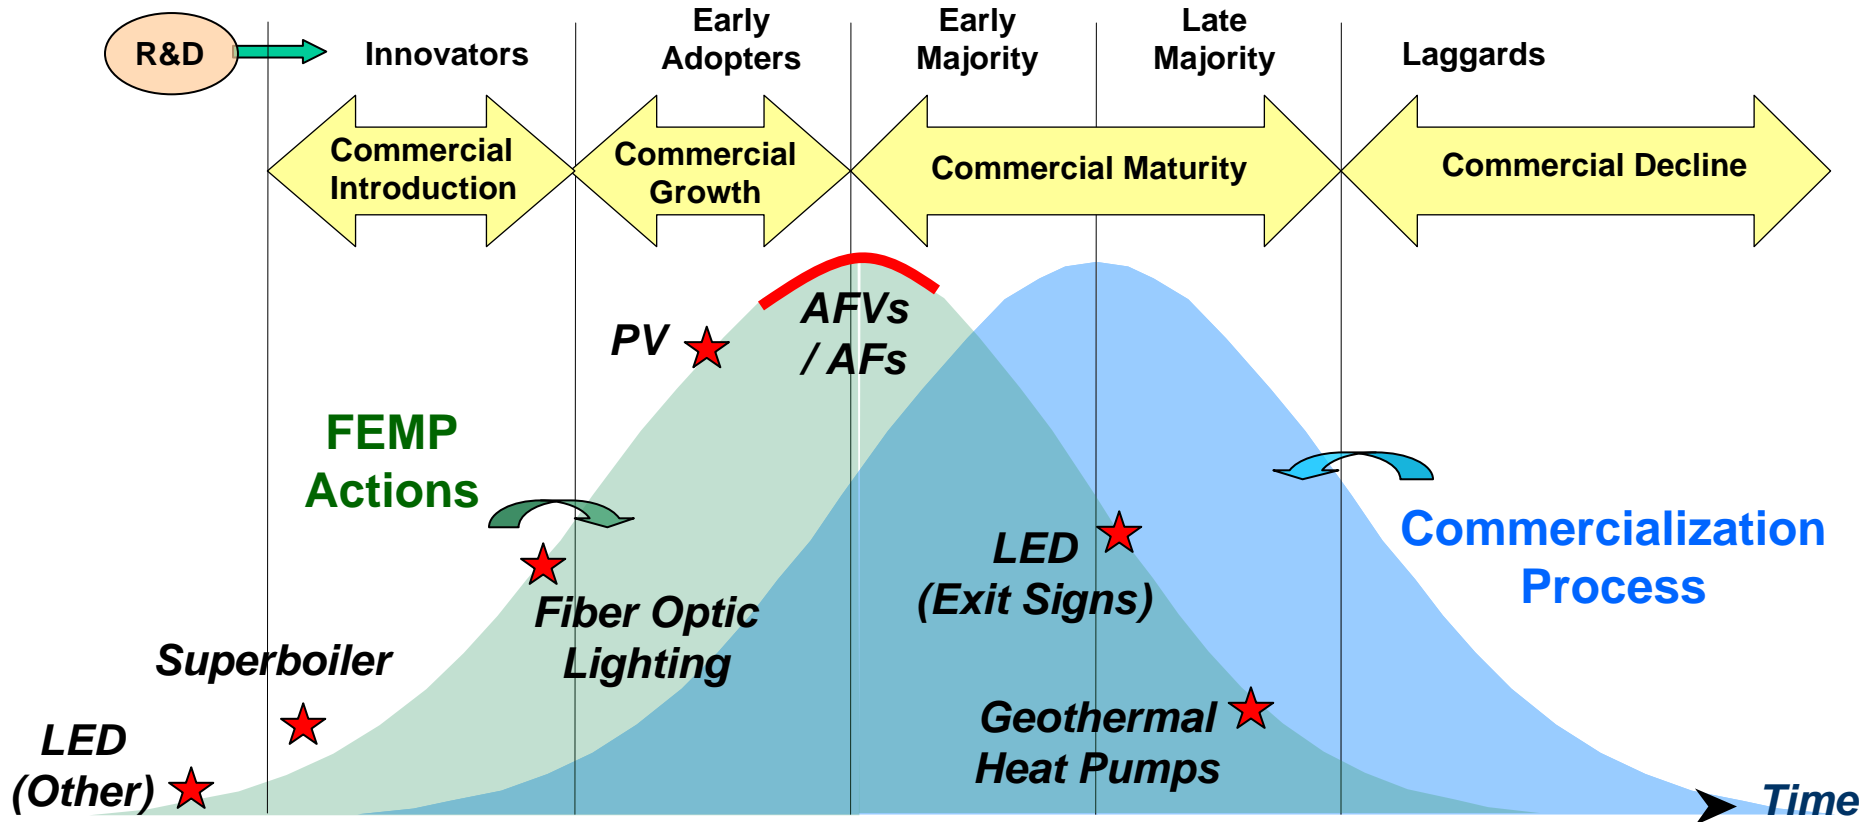 R&D
Innovators
Early
Adopters
Early
Majority
Late
Majority
Laggards
Commercial
Introduction
Commercial
Growth
Commercial Maturity
Commercial Decline
PV
AFVs
/ AFs
FEMP
Actions
LED
(Exit Signs)
Commercialization
Process
Fiber Optic
Lighting
Superboiler
LED
(Other)
Geothermal
Heat Pumps
Time